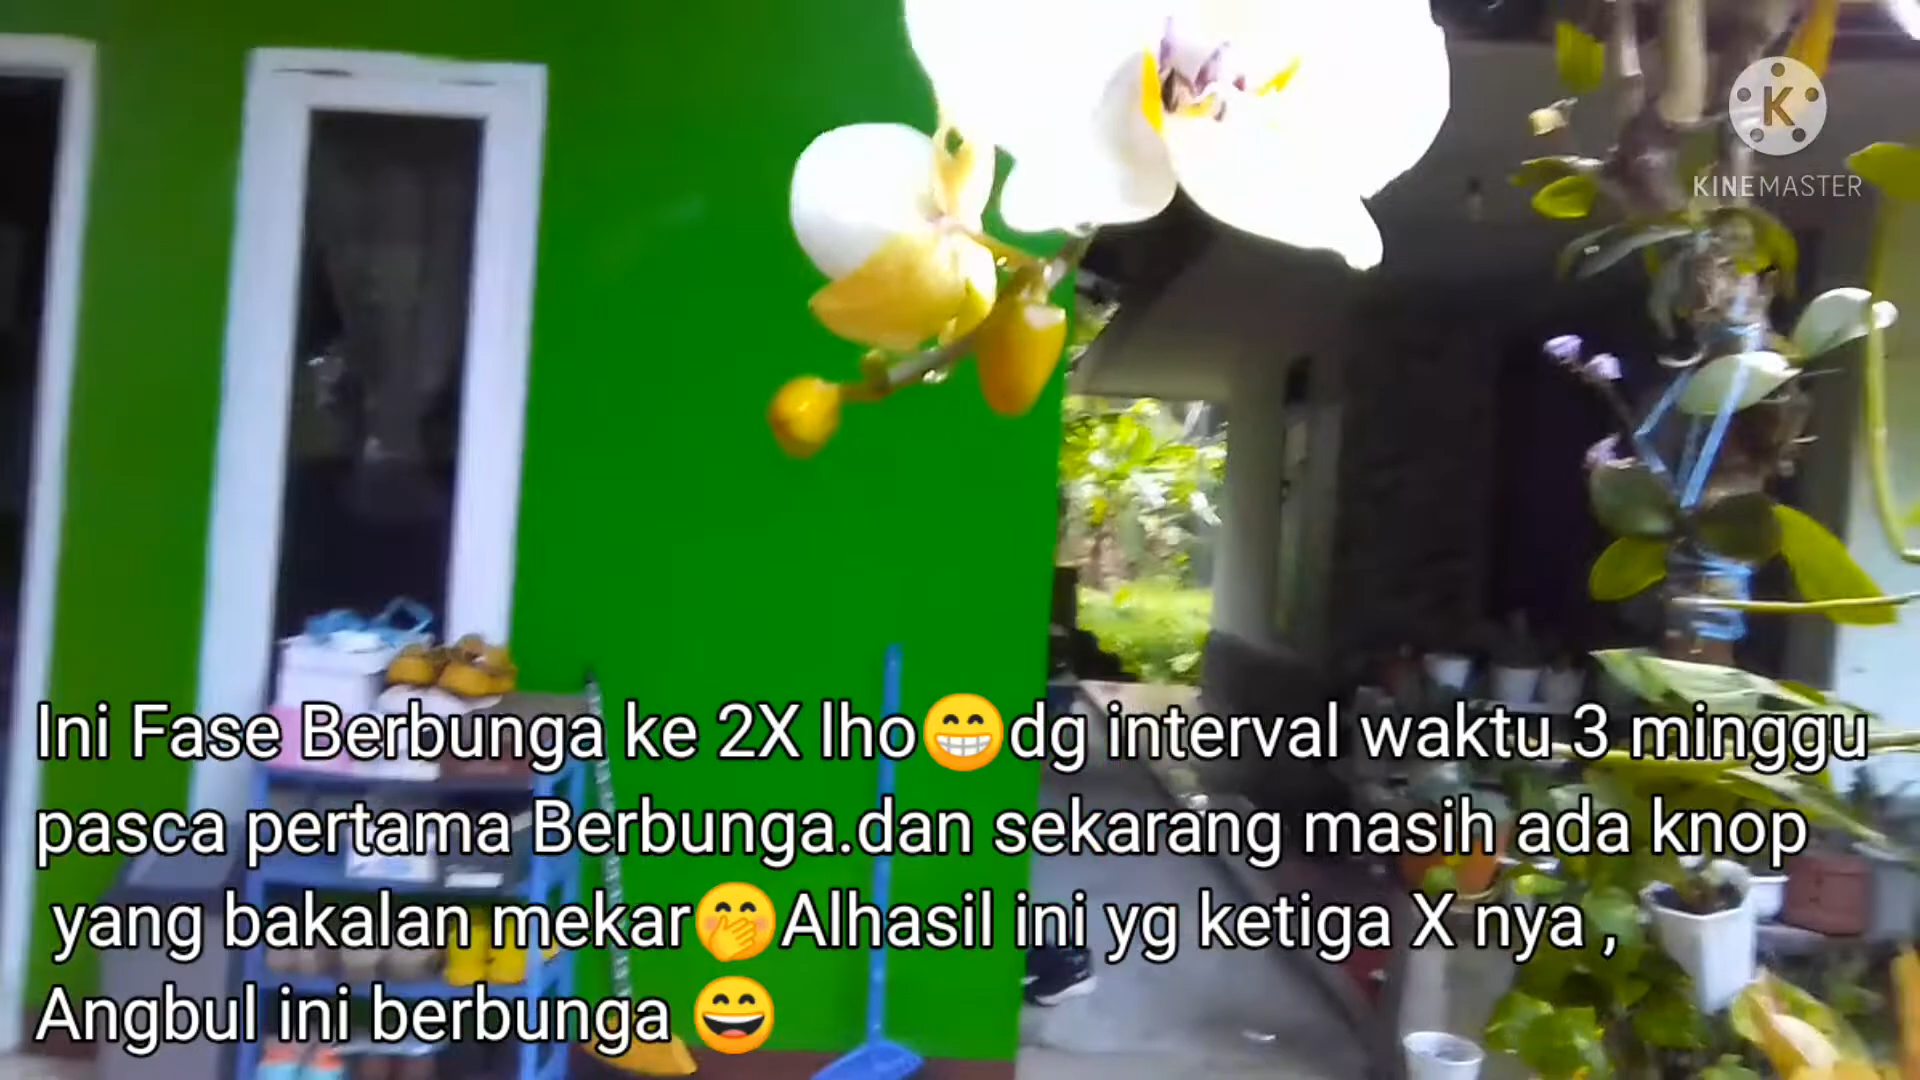 K
KINEMASTER
Ini Fase Berbunga ke 2X lho😁dg interval waktu 3 minggu
pasca pertama Berbunga.dan sekarang masih ada knop
yang bakalan mekar🤭Alhasil ini yg ketiga X nya ,
Angbul ini berbunga 😄